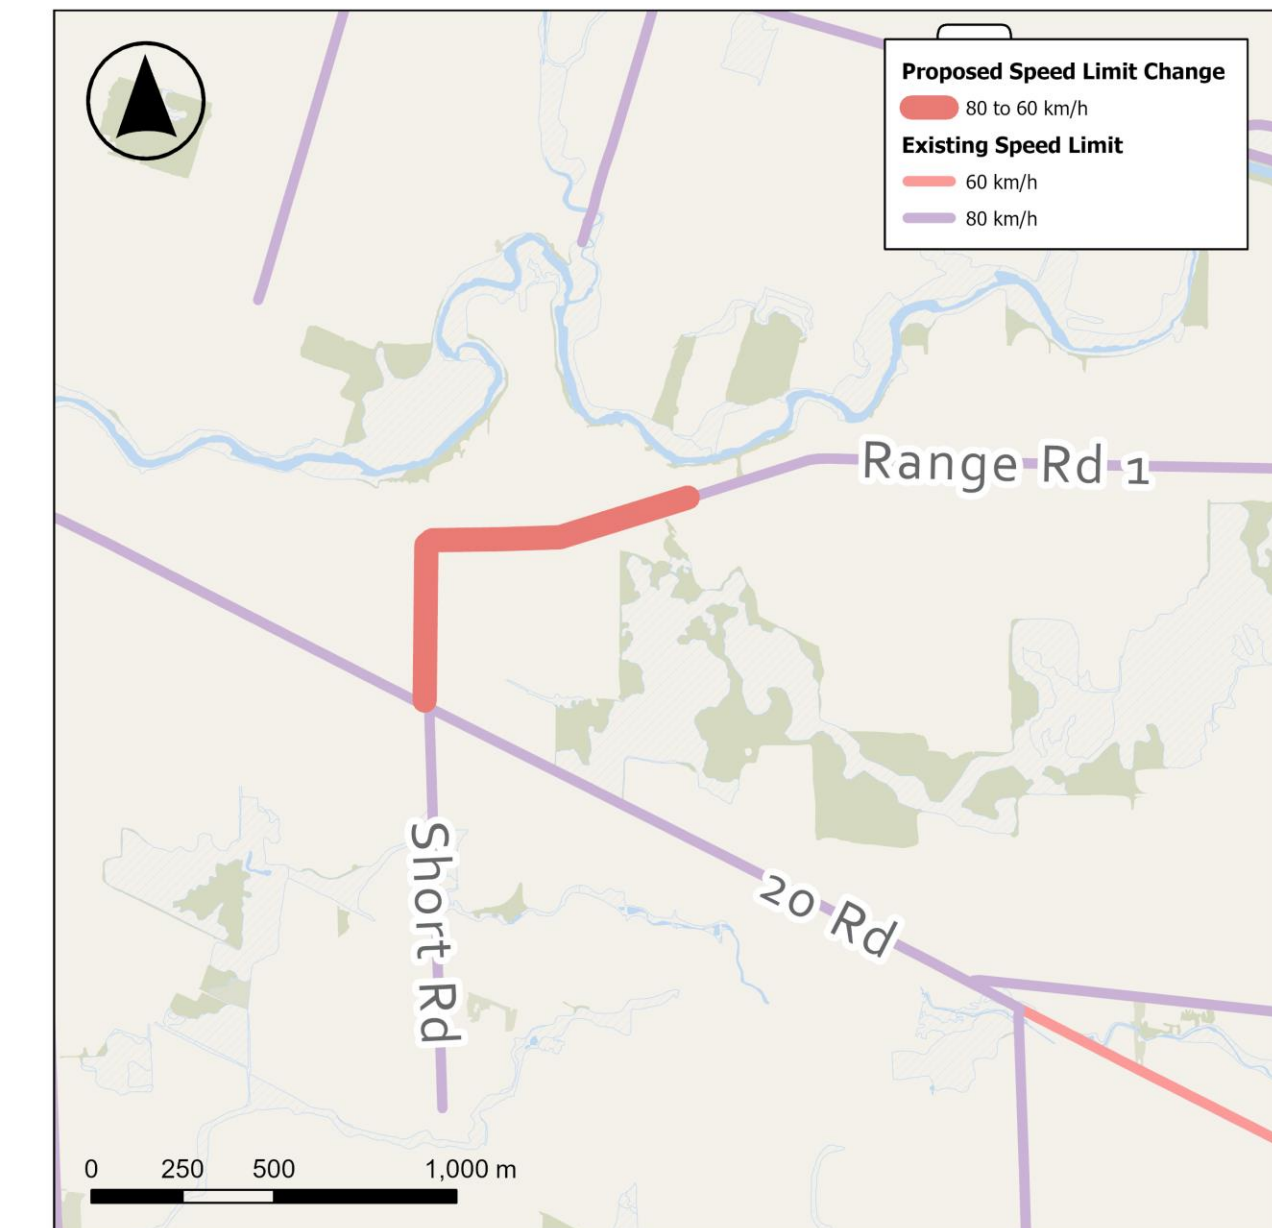 Proposed Speed Limit Change
80 to 60 km/h
Existing Speed Limit
60 km/h
80 km/h
Range Rd 1
Short Rd
20 Rd
0 250 500 1,000 m